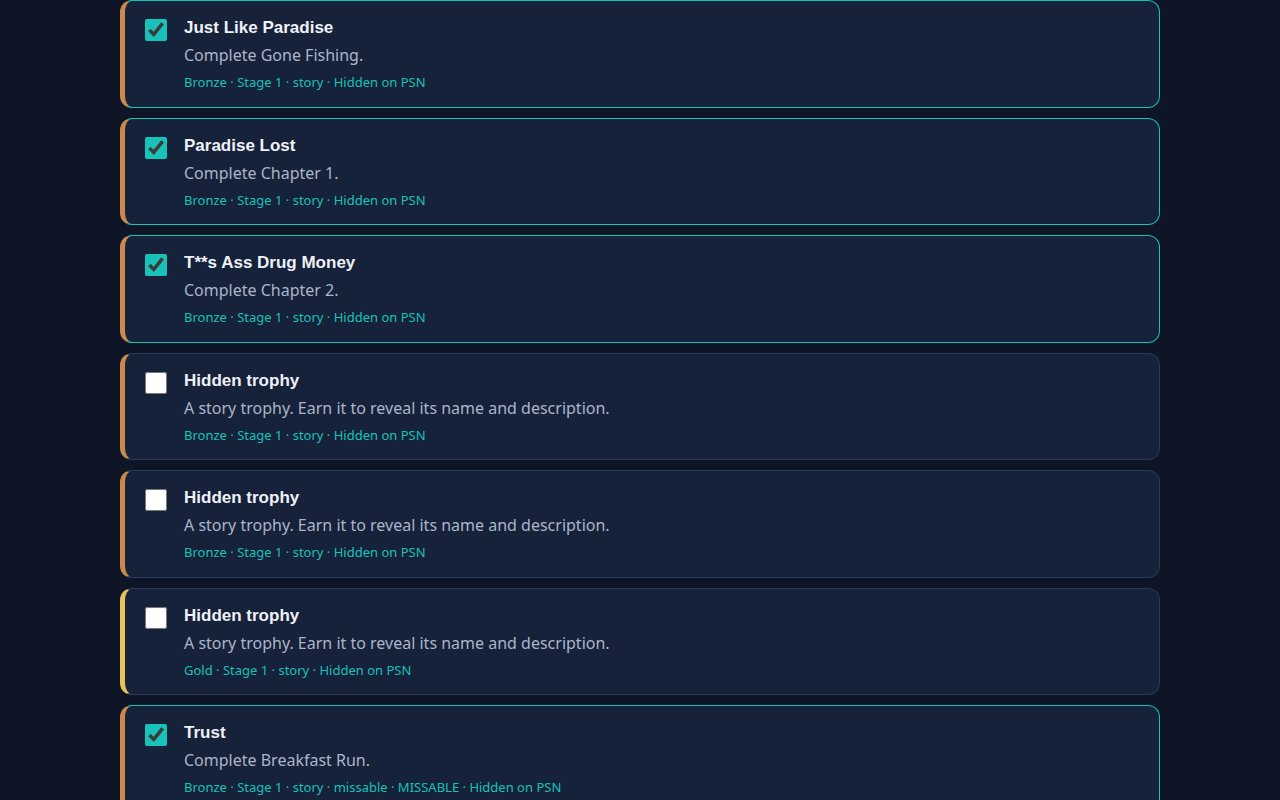 Just Like Paradise
Complete Gone Fishing.
Bronze · Stage 1 · story · Hidden on PSN
Paradise Lost
Complete Chapter 1.
Bronze · Stage 1 · story · Hidden on PSN
T**s Ass Drug Money
Complete Chapter 2.
Bronze · Stage 1 · story · Hidden on PSN
Hidden trophy
A story trophy. Earn it to reveal its name and description.
Bronze · Stage 1 · story · Hidden on PSN
Hidden trophy
A story trophy. Earn it to reveal its name and description.
Bronze · Stage 1 · story · Hidden on PSN
Hidden trophy
A story trophy. Earn it to reveal its name and description.
Gold · Stage 1 · story · Hidden on PSN
Trust
Complete Breakfast Run.
Bronze · Stage 1 · story · missable · MISSABLE · Hidden on PSN